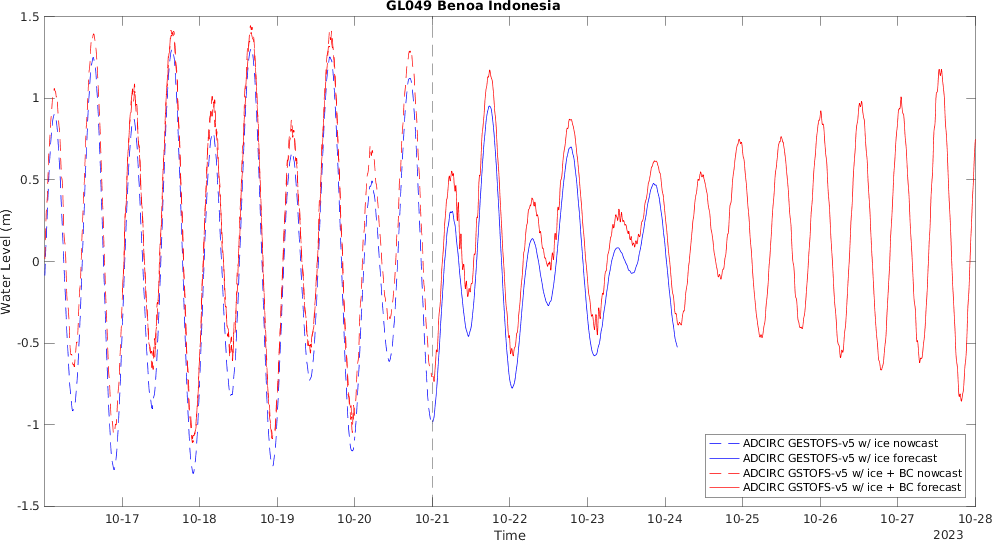 GL049 Benoa Indonesia
Water Level (m)
1.5
1
0.5
0
-0.5
-1
-1.5
ADCIRC GESTOFS-v5 w/ ice nowcast
ADCIRC GESTOFS-v5 w/ ice forecast
ADCIRC GSTOFS-v5 w/ ice + BC nowcast
ADCIRC GSTOFS-v5 w/ ice + BC forecast
10-17 10-18 10-19 10-20 10-21 10-22 10-23 10-24 10-25 10-26 10-27 10-28
Time
2023